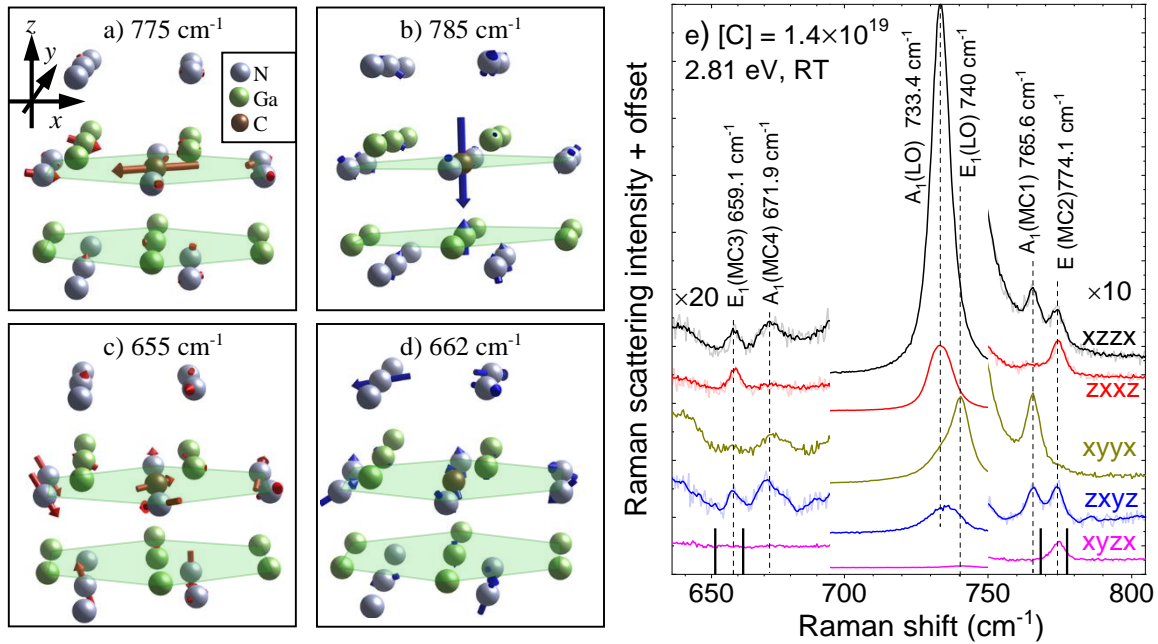 a) 775 cm⁻¹
z
y
x
N
Ga
C
b) 785 cm⁻¹
c) 655 cm⁻¹
d) 662 cm⁻¹
e) [C] = 1.4×10¹⁹
2.81 eV, RT
Raman scattering intensity + offset
E₁(MC3) 659.1 cm⁻¹
A₁(MC4) 671.9 cm⁻¹
A₁(LO) 733.4 cm⁻¹
E₁(LO) 740 cm⁻¹
A₁(MC1) 765.6 cm⁻¹
E (MC2)774.1 cm⁻¹
×20
×10
xzzx
zxxz
xyyx
zxyz
xyzx
650
700
750
800
Raman shift (cm⁻¹)